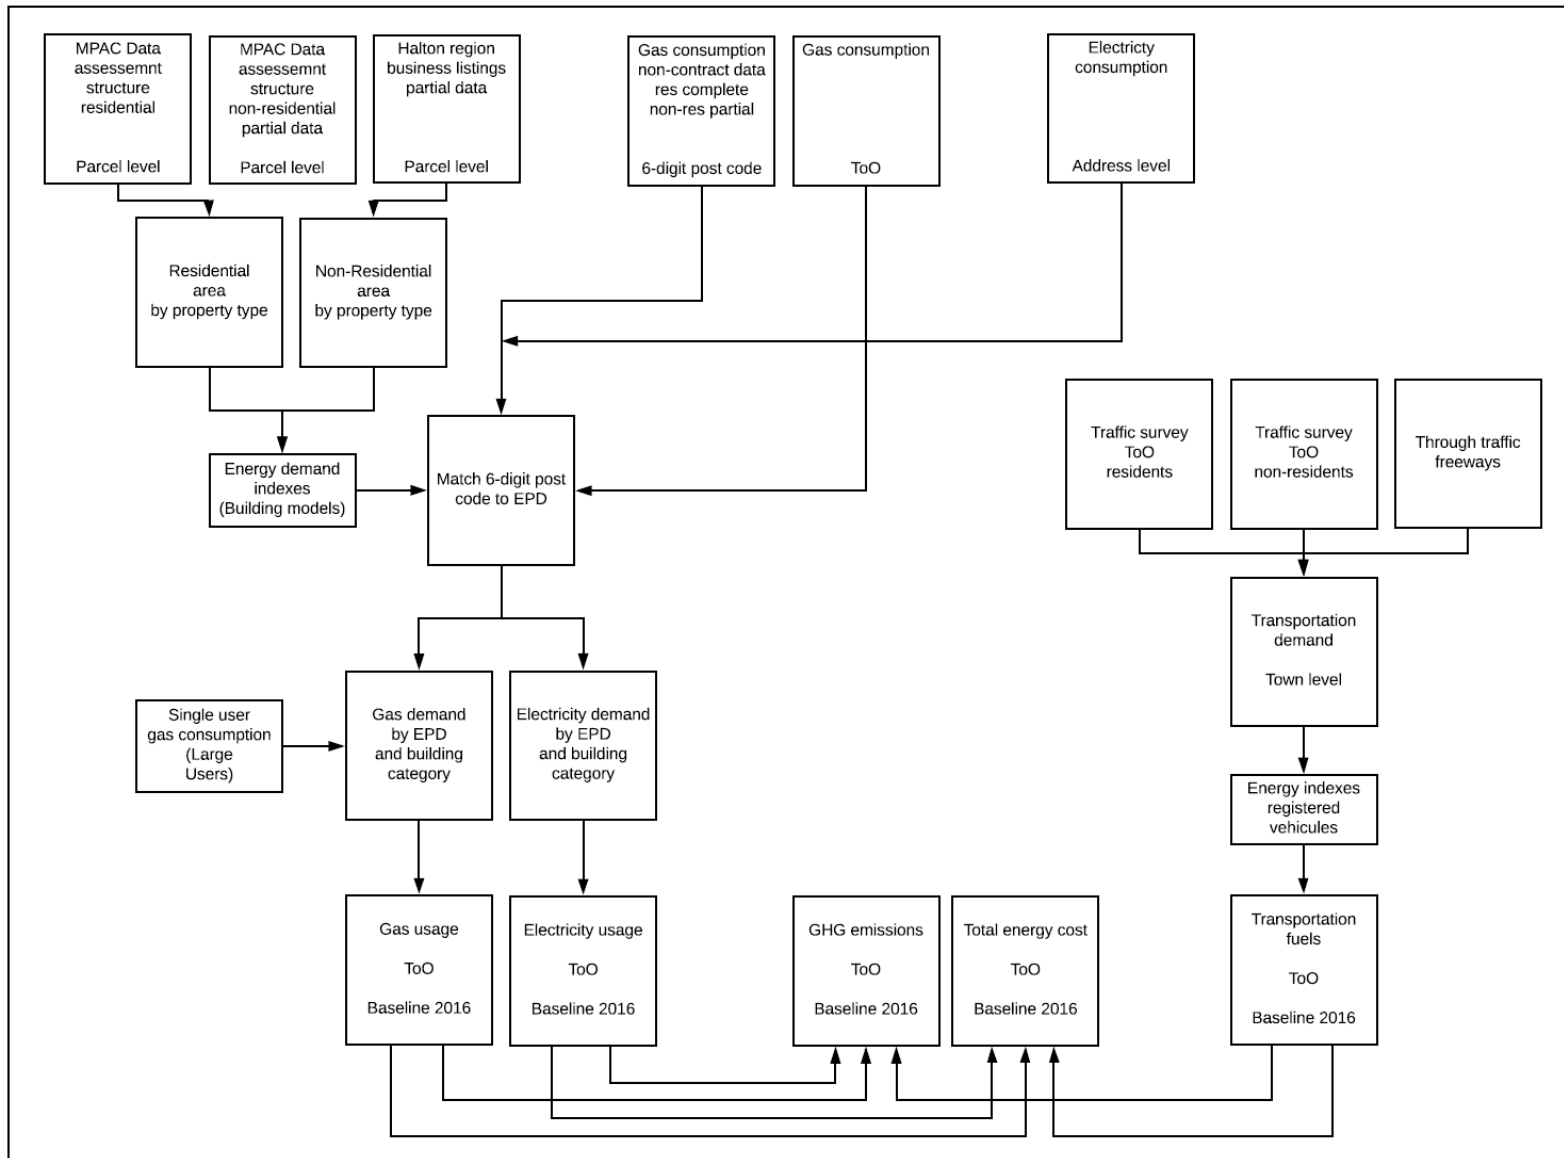 MPAC Data
assessemnt
structure
residential
Parcel level
MPAC Data
assessemnt
structure
non-residential
partial data
Parcel level
Halton region
business listings
partial data
Parcel level
Gas consumption
non-contract data
res complete
non-res partial
6-digit post code
Gas consumption
ToO
Electricty
consumption
Address level
Residential
area
by property type
Non-Residential
area
by property type
Energy demand
indexes
(Building models)
Match 6-digit post
code to EPD
Traffic survey
ToO
residents
Traffic survey
ToO
non-residents
Through traffic
freeways
Transportation
demand
Town level
Single user
gas consumption
(Large
Users)
Gas demand
by EPD
and building
category
Electricity demand
by EPD
and building
category
Energy indexes
registered
vehicules
Gas usage
ToO
Baseline 2016
Electricity usage
ToO
Baseline 2016
GHG emissions
ToO
Baseline 2016
Total energy cost
ToO
Baseline 2016
Transportation
fuels
ToO
Baseline 2016